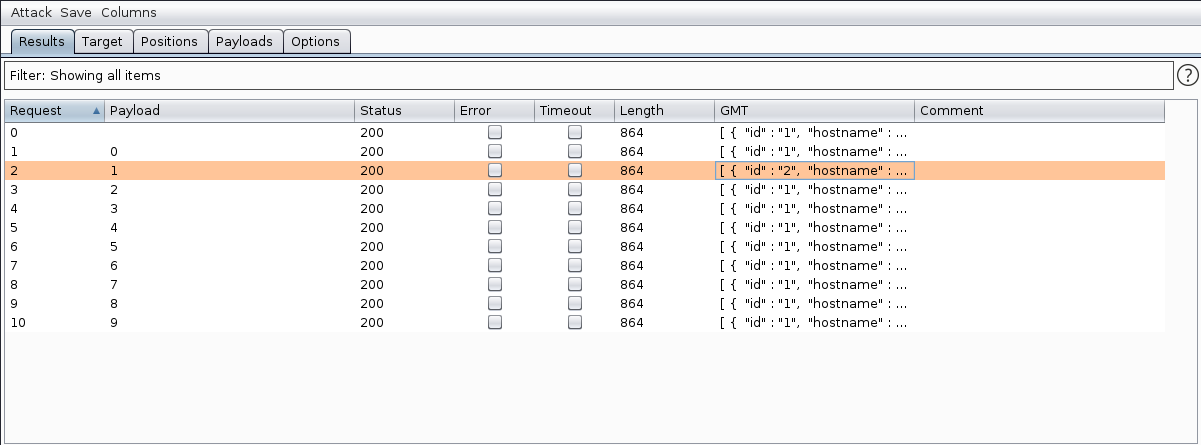 Attack Save Columns
Results Target Positions Payloads Options
Filter: Showing all items ?
Request Payload Status Error Timeout Length GMT Comment
0 200 864 [ { "id" : "1", "hostname" : ...
1 0 200 864 [ { "id" : "1", "hostname" : ...
2 1 200 864 [ { "id" : "2", "hostname" : ...
3 2 200 864 [ { "id" : "1", "hostname" : ...
4 3 200 864 [ { "id" : "1", "hostname" : ...
5 4 200 864 [ { "id" : "1", "hostname" : ...
6 5 200 864 [ { "id" : "1", "hostname" : ...
7 6 200 864 [ { "id" : "1", "hostname" : ...
8 7 200 864 [ { "id" : "1", "hostname" : ...
9 8 200 864 [ { "id" : "1", "hostname" : ...
10 9 200 864 [ { "id" : "1", "hostname" : ...